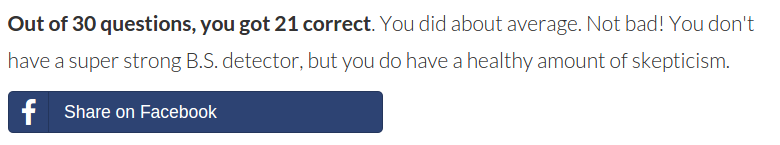 Out of 30 questions, you got 21 correct. You did about average. Not bad! You don't
have a super strong B.S. detector, but you do have a healthy amount of skepticism.
f Share on Facebook